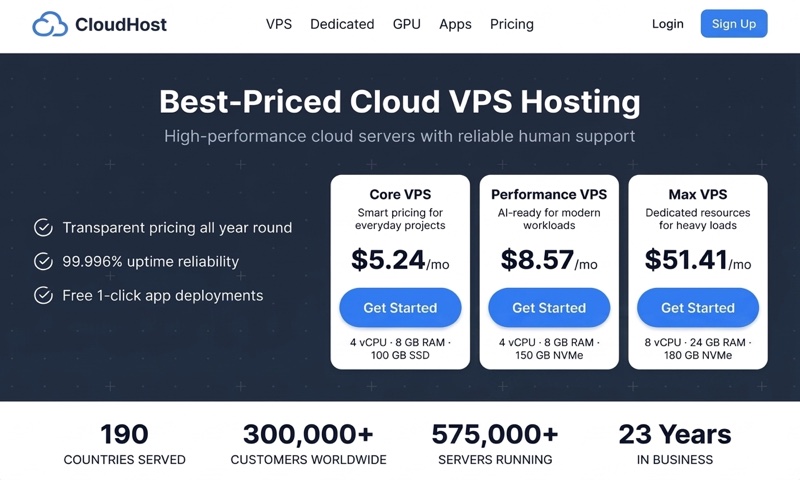 CloudHost
VPS Dedicated GPU Apps Pricing
Login
Sign Up
Best-Priced Cloud VPS Hosting
High-performance cloud servers with reliable human support
Transparent pricing all year round
99.996% uptime reliability
Free 1-click app deployments
Core VPS
Smart pricing for
everyday projects
$5.24/mo
Get Started
4 vCPU · 8 GB RAM ·
100 GB SSD
Performance VPS
AI-ready for modern
workloads
$8.57/mo
Get Started
4 vCPU · 8 GB RAM ·
150 GB NVMe
Max VPS
Dedicated resources
for heavy loads
$51.41/mo
Get Started
8 vCPU · 24 GB RAM ·
180 GB NVMe
190
COUNTRIES SERVED
300,000+
CUSTOMERS WORLDWIDE
575,000+
SERVERS RUNNING
23 Years
IN BUSINESS